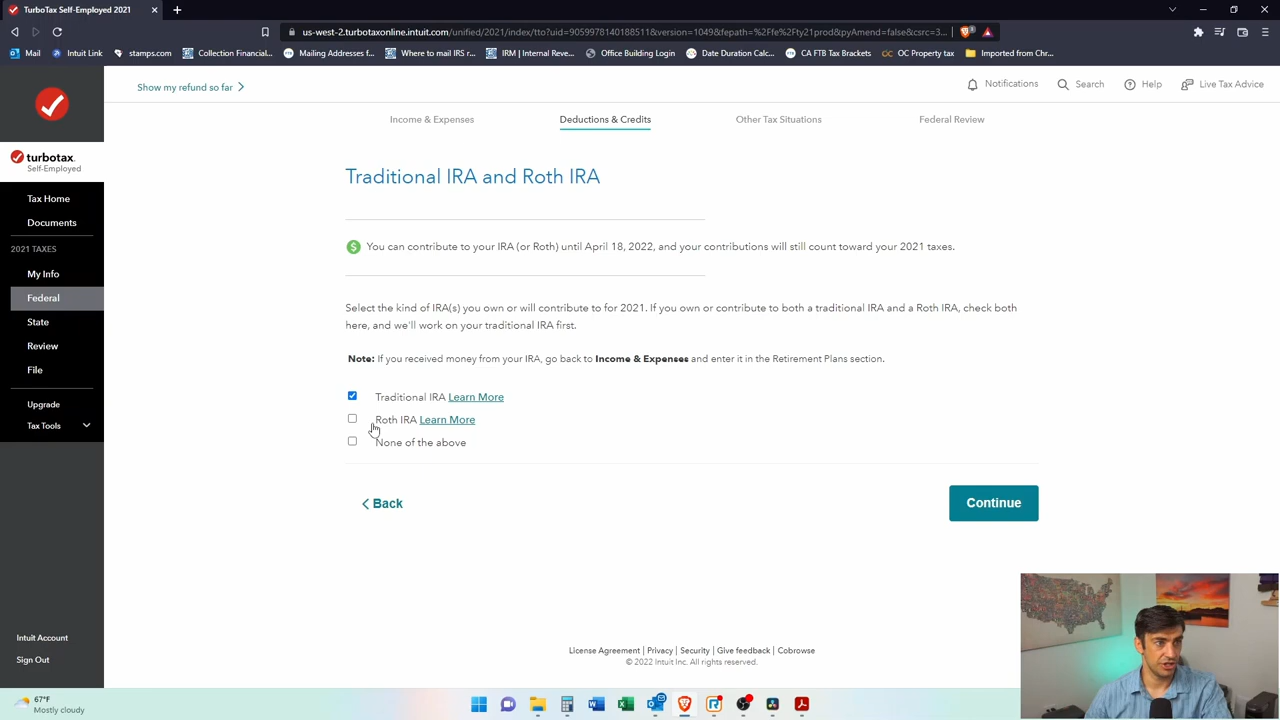 TurboTax Self-Employed 2021
us-west-2.turbotaxonline.intuit.com/unified/2021/index/tto?uid=9059978140188511&version=1049&fepath=%2Ffe%2Fty21prod&pyAmend=false&csrc=3...
Mail
Intuit Link
stamps.com
Collection Financial...
Mailing Addresses f...
Where to mail IRS r...
IRM | Internal Reve...
Office Building Login
Date Duration Calc...
CA FTB Tax Brackets
OC Property tax
Imported from Chr...
Show my refund so far
Notifications
Search
Help
Live Tax Advice
Income & Expenses
Deductions & Credits
Other Tax Situations
Federal Review
turbotax
Self-Employed
Tax Home
Documents
2021 TAXES
My Info
Federal
State
Review
File
Upgrade
Tax Tools
Intuit Account
Sign Out
Traditional IRA and Roth IRA
You can contribute to your IRA (or Roth) until April 18, 2022, and your contributions will still count toward your 2021 taxes.
Select the kind of IRA(s) you own or will contribute to for 2021. If you own or contribute to both a traditional IRA and a Roth IRA, check both
here, and we'll work on your traditional IRA first.
Note: If you received money from your IRA, go back to Income & Expenses and enter it in the Retirement Plans section.
Traditional IRA Learn More
Roth IRA Learn More
None of the above
Back
Continue
License Agreement | Privacy | Security | Give feedback | Cobrowse
© 2022 Intuit Inc. All rights reserved.
67°F
Mostly cloudy